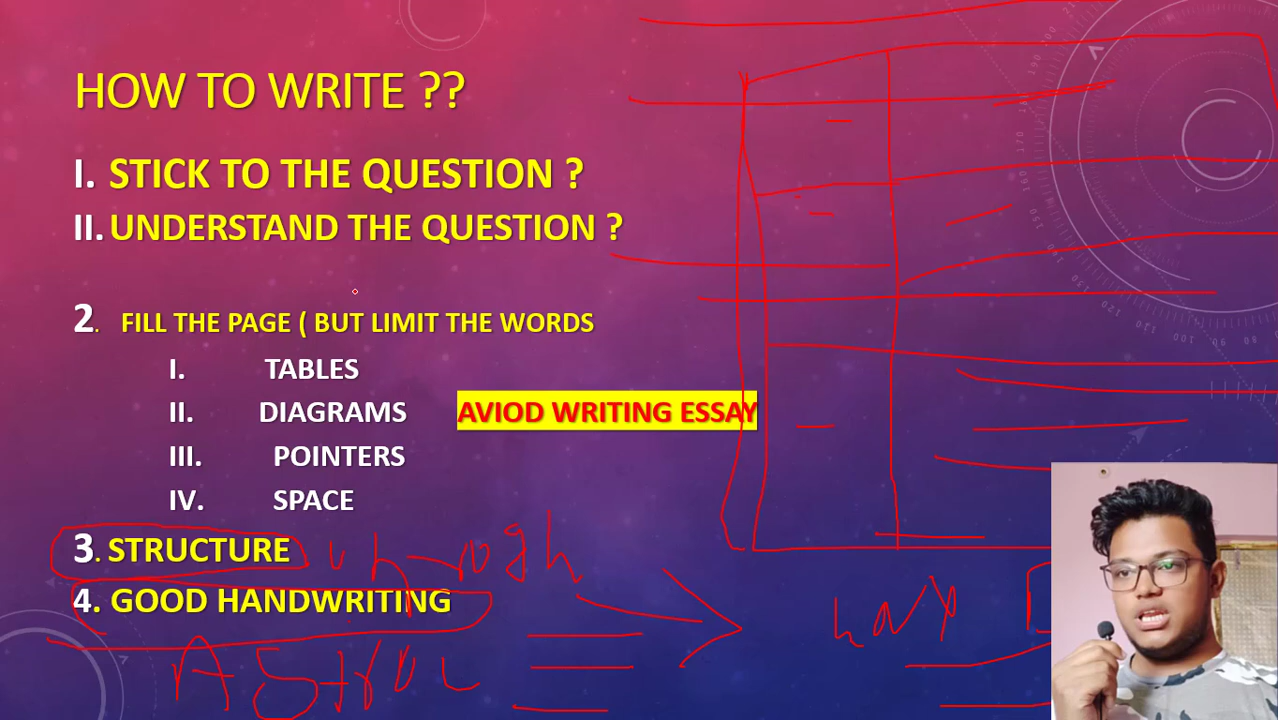 HOW TO WRITE ??
I. STICK TO THE QUESTION ?
II. UNDERSTAND THE QUESTION ?
2. FILL THE PAGE ( BUT LIMIT THE WORDS
I. TABLES
II. DIAGRAMS AVIOD WRITING ESSAY
III. POINTERS
IV. SPACE
3. STRUCTURE
4. GOOD HANDWRITING